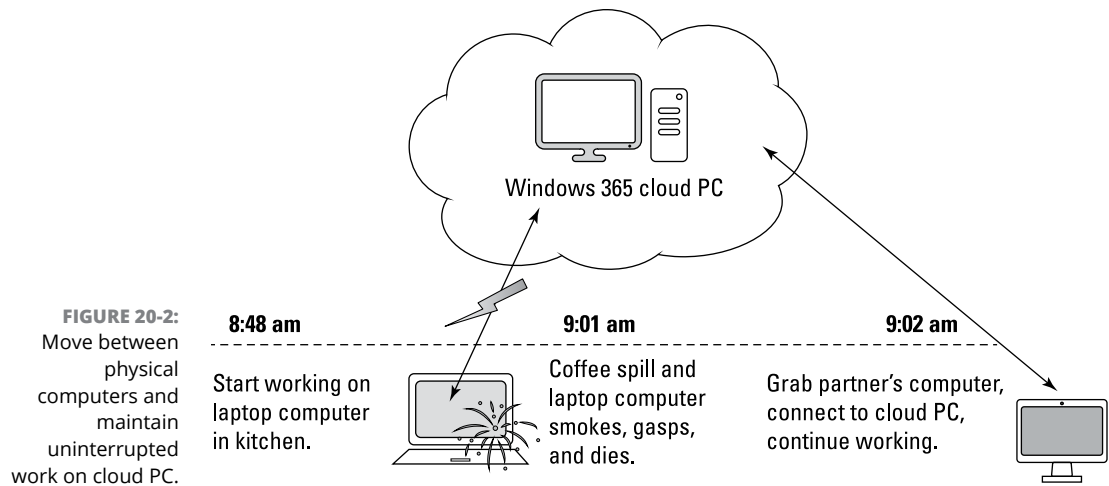 Windows 365 cloud PC
FIGURE 20-2:
Move between
physical
computers and
maintain
uninterrupted
work on cloud PC.
8:48 am
Start working on
laptop computer
in kitchen.
9:01 am
Coffee spill and
laptop computer
smokes, gasps,
and dies.
9:02 am
Grab partner’s computer,
connect to cloud PC,
continue working.